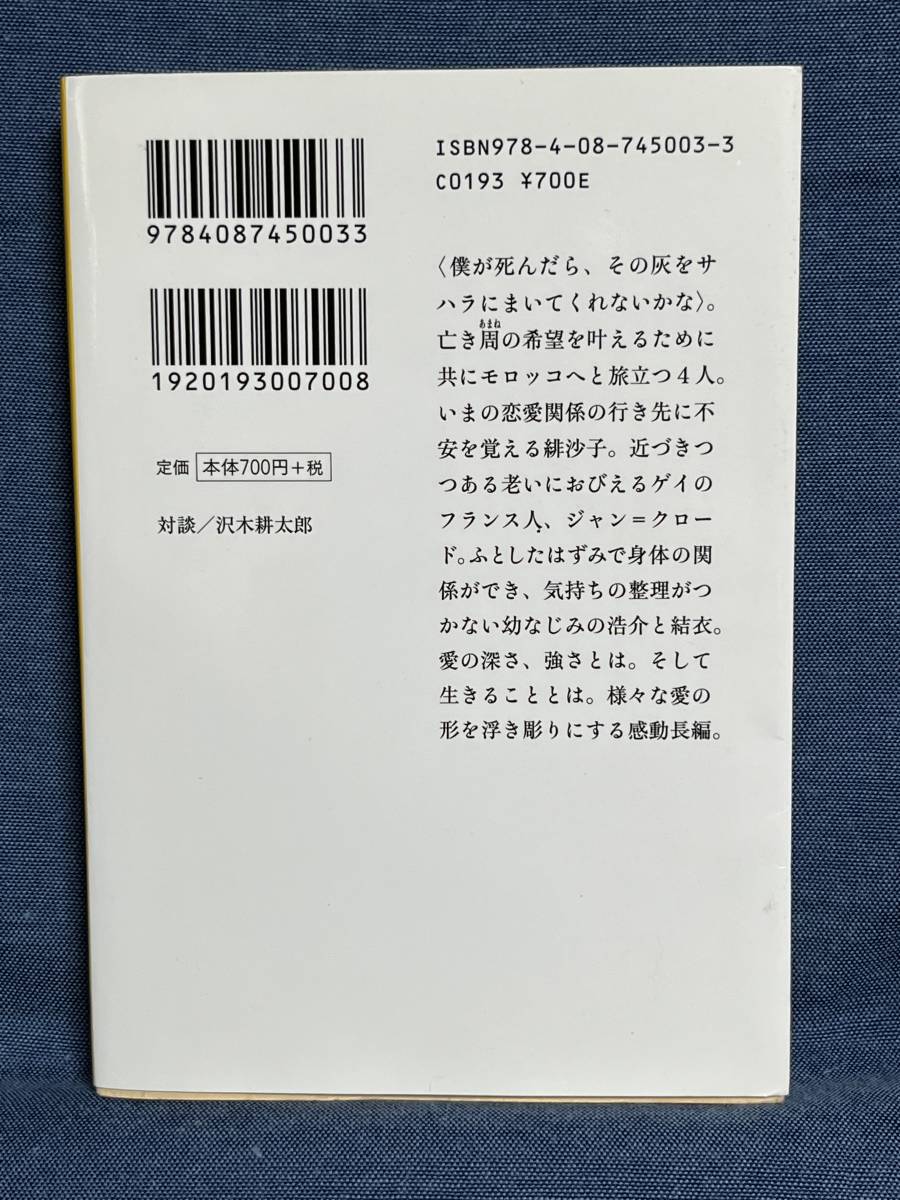 9784087450033
1920193007008
定価 本体700円+税
対談／沢木耕太郎
ISBN978-4-08-745003-3
C0193 ¥700E
〈僕が死んだら、その灰をサ
ハラにまいてくれないかな〉。
あまね
亡き周の希望を叶えるために
共にモロッコへと旅立つ4人。
いまの恋愛関係の行き先に不
安を覚える緋沙子。近づきつ
つある老いにおびえるゲイの
フランス人、ジャン＝クロー
ド。ふとしたはずみで身体の関
係ができ、気持ちの整理がつ
かない幼なじみの浩介と結衣。
愛の深さ、強さとは。そして
生きることとは。様々な愛の
形を浮き彫りにする感動長編。